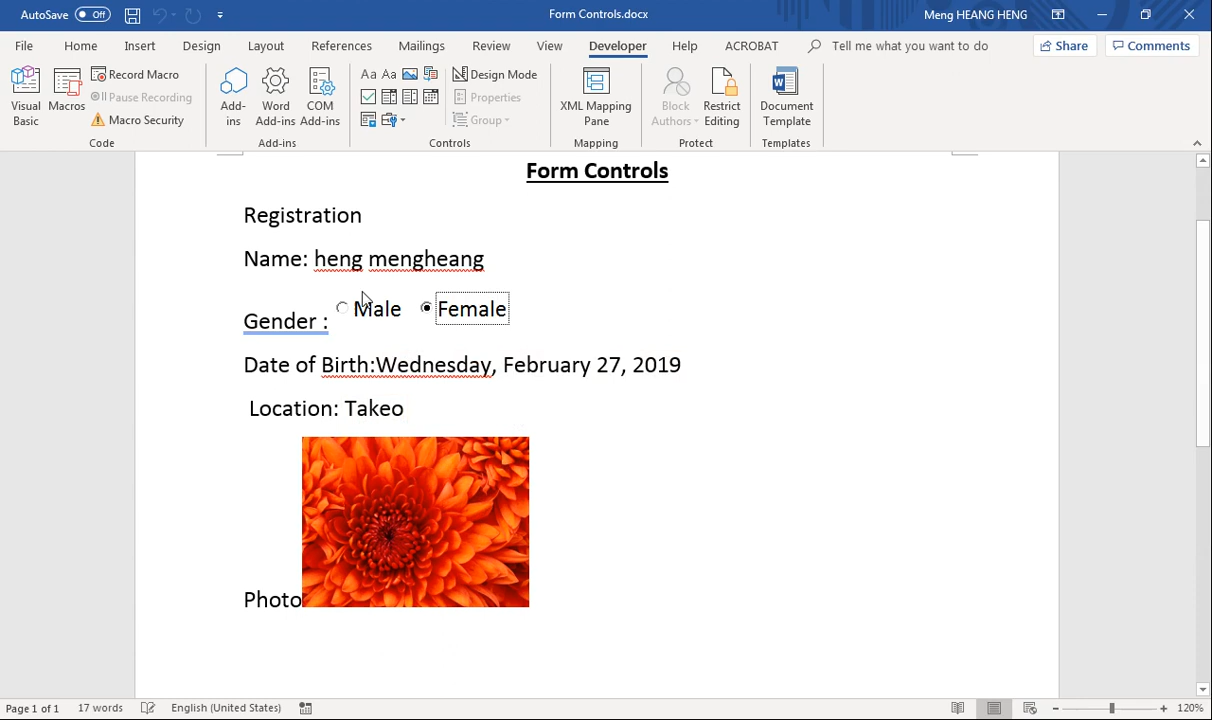 AutoSave Off Form Controls.docx Meng HEANG HENG
File Home Insert Design Layout References Mailings Review View Developer Help ACROBAT Tell me what you want to do Share Comments
Visual Basic
Macros
Record Macro
Pause Recording
Macro Security
Code
Add-ins
Word Add-ins
COM Add-ins
Add-ins
Aa Aa
Design Mode
Properties
Group
Controls
XML Mapping Pane
Mapping
Block Authors
Restrict Editing
Protect
Document Template
Templates
Form Controls
Registration
Name: heng mengheang
Gender : Male Female
Date of Birth:Wednesday, February 27, 2019
Location: Takeo
Photo
Page 1 of 1 17 words English (United States) 120%